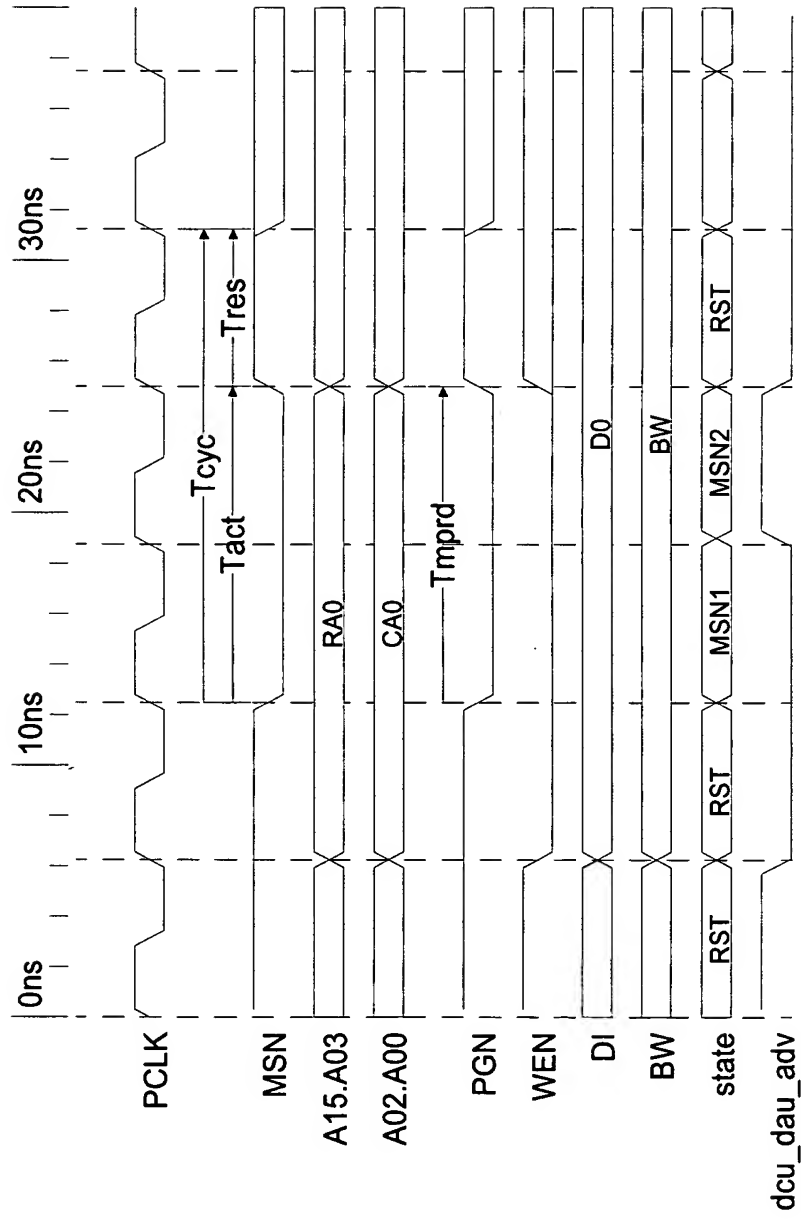 0ns 10ns 20ns 30ns
PCLK
Tcyc
Tact Tres
MSN
A15.A03 RA0
A02.A00 CA0
Tmprd
PGN
WEN
DI D0
BW BW
state RST RST MSN1 MSN2 RST
dcu_dau_adv